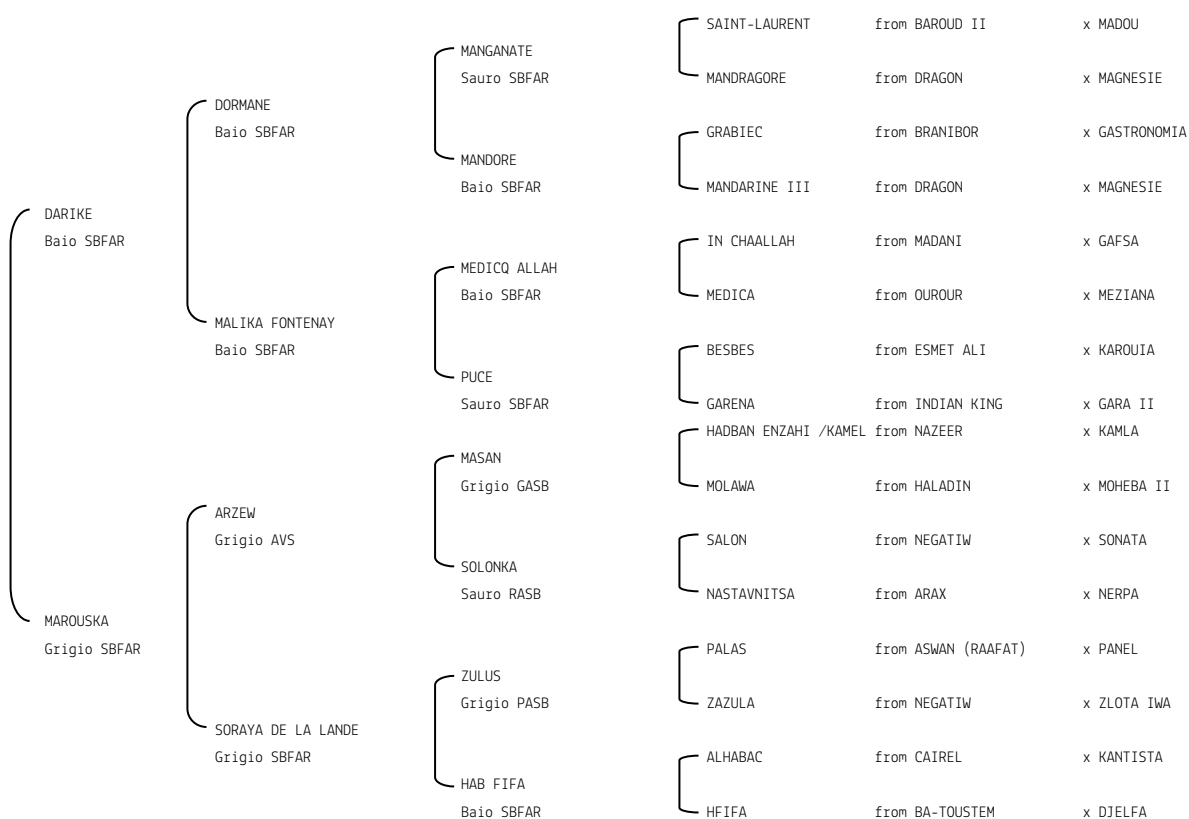 SAINT-LAURENT from BAROUD II x MADOU
MANGANATE
Sauro SBFAR MANDRAGORE from DRAGON x MAGNESIE
DORMANE
Baio SBFAR GRABIEC from BRANIBOR x GASTRONOMIA
MANDORE
Baio SBFAR MANDARINE III from DRAGON x MAGNESIE
DARIKE
Baio SBFAR IN CHAALLAH from MADANI x GAFSA
MEDICQ ALLAH
Baio SBFAR MEDICA from OUROUR x MEZIANA
MALIKA FONTENAY
Baio SBFAR BESBES from ESMET ALI x KAROUIA
PUCE
Sauro SBFAR GARENA from INDIAN KING x GARA II
HADBAN ENZAHI /KAMEL from NAZEER x KAMLA
MASAN
Grigio GASB MOLAWA from HALADIN x MOHEBA II
ARZEW
Grigio AVS SALON from NEGATIW x SONATA
SOLONKA
Sauro RASB NASTAVNITSA from ARAX x NERPA
MAROUSKA
Grigio SBFAR PALAS from ASWAN (RAAFAT) x PANEL
ZULUS
Grigio PASB ZAZULA from NEGATIW x ZLOTA IWA
SORAYA DE LA LANDE
Grigio SBFAR ALHABAC from CAIREL x KANTISTA
HAB FIFA
Baio SBFAR HFIFA from BA-TOUSTEM x DJELFA